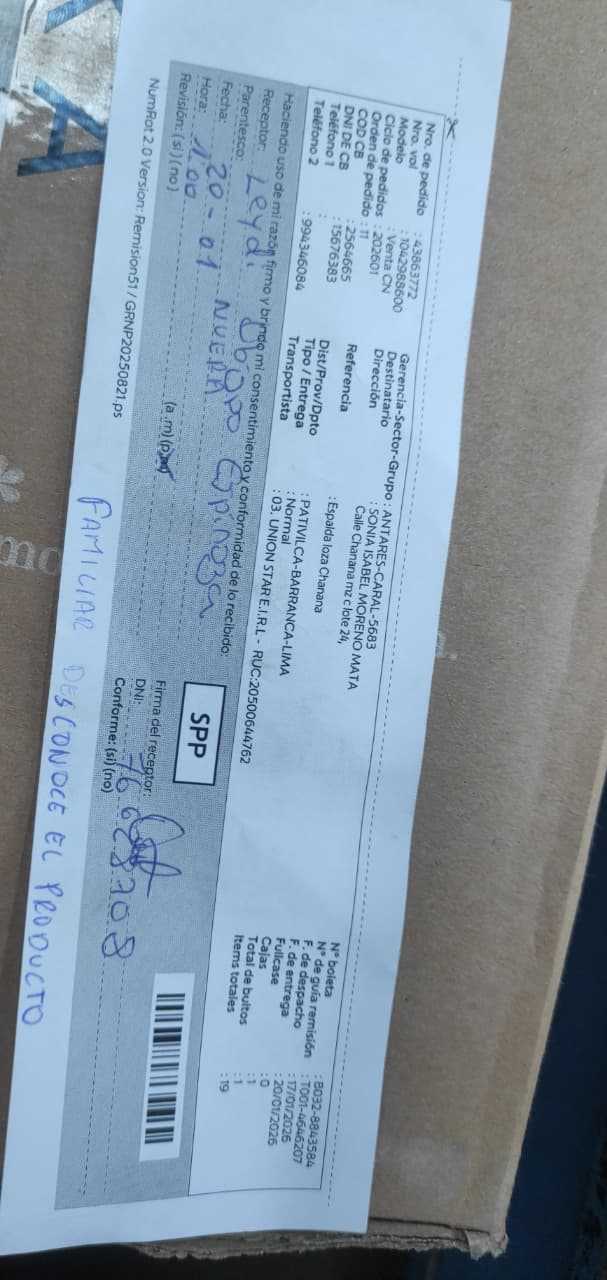 Nro. de pedido : 43863772
Nro. vol : 1042988600
Modelo : Venta CN
Ciclo de pedidos : 202601
Orden de pedido : 11
COD CB : 2564665
DNI DE CB : 15676383
Teléfono 1 :
Teléfono 2 : 994346084
Gerencia-Sector-Grupo : ANTARES-CARAL-5683
Destinatario : SONIA ISABEL MORENO MATA
Dirección Calle Chanana mz c lote 24,
Referencia : Espalda loza Chanana
Dist/Prov/Dpto : PATIVILCA-BARRANCA-LIMA
Tipo / Entrega : Normal
Transportista : 03. UNION STAR E.I.R.L - RUC:20500644762
N° boleta : B032-8843584
N° de guía remisión : T001-4646207
F. de despacho : 17/01/2026
F. de entrega : 20/01/2026
Fullcase : 0
Cajas : 1
Total de bultos : 1
Items totales : 19
Haciendo uso de mi razón firmo y brindo mi consentimiento y conformidad de lo recibido:
Receptor: Leydi Obispo Espinoza
Parentesco: NUERA
Fecha: 20-01
Hora: 1:00 (a .m) (p.m)
Revisión: (si) (no)
SPP
Firma del receptor:
DNI: 76628708
Conforme: (si) (no)
NumRot 2.0 Version: Remision51 / GRNP20250821.ps
FAMILIAR DESCONOCE EL PRODUCTO